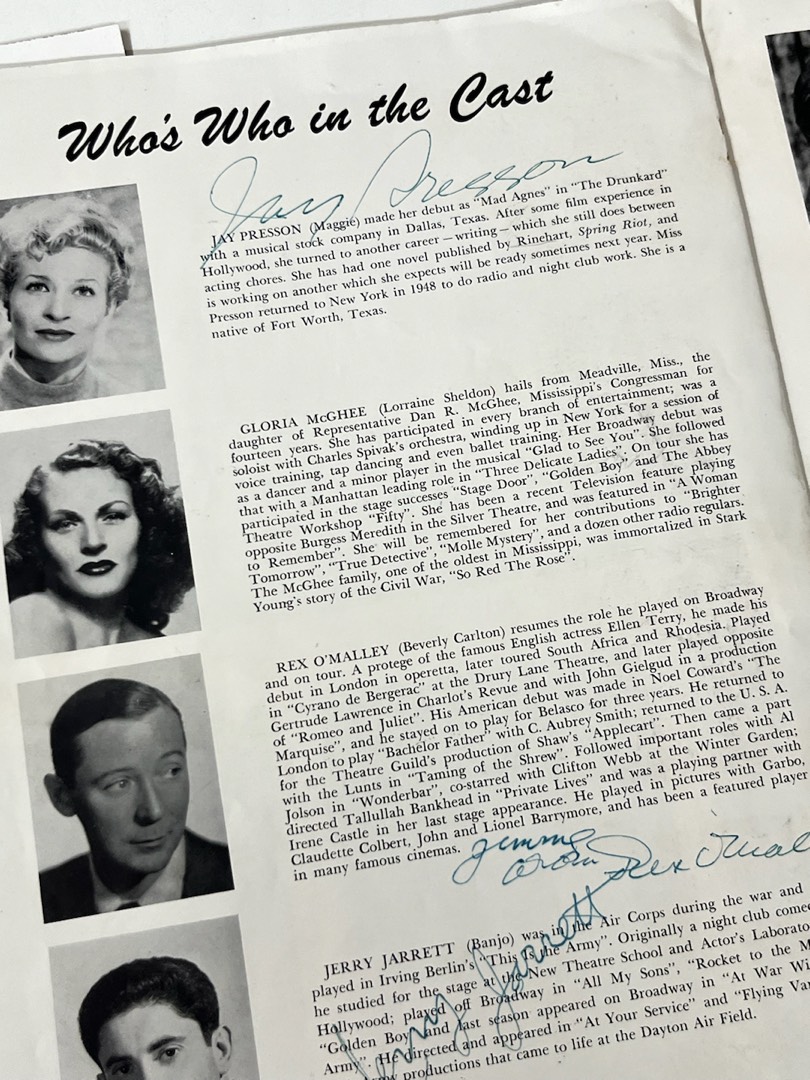 Who's Who in the Cast
Jay Presson
JAY PRESSON (Maggie) made her debut as "Mad Agnes" in "The Drunkard"
with a musical stock company in Dallas, Texas. After some film experience in
Hollywood, she turned to another career—writing—which she still does between
acting chores. She has had one novel published by Rinehart, Spring Riot, and
is working on another which she expects will be ready sometimes next year. Miss
Presson returned to New York in 1948 to do radio and night club work. She is a
native of Fort Worth, Texas.
GLORIA McGHEE (Lorraine Sheldon) hails from Meadville, Miss., the
daughter of Representative Dan R. McGhee, Mississippi's Congressman for
fourteen years. She has participated in every branch of entertainment; was a
soloist with Charles Spivak's orchestra, winding up in New York for a session of
voice training, tap dancing and even ballet training. Her Broadway debut was
as a dancer and a minor player in the musical "Glad to See You". She followed
that with a Manhattan leading role in "Three Delicate Ladies". On tour she has
participated in the stage successes "Stage Door", "Golden Boy" and The Abbey
Theatre Workshop "Fifty". She has been a recent Television feature playing
opposite Burgess Meredith in the Silver Theatre, and was featured in "A Woman
to Remember". She will be remembered for her contributions to "Brighter
Tomorrow", "True Detective", "Molle Mystery", and a dozen other radio regulars.
The McGhee family, one of the oldest in Mississippi, was immortalized in Stark
Young's story of the Civil War, "So Red The Rose".
REX O'MALLEY (Beverly Carlton) resumes the role he played on Broadway
and on tour. A protege of the famous English actress Ellen Terry, he made his
debut in London in operetta, later toured South Africa and Rhodesia. Played
in "Cyrano de Bergerac" at the Drury Lane Theatre, and later played opposite
Gertrude Lawrence in Charlot's Revue and with John Gielgud in a production
of "Romeo and Juliet". His American debut was made in Noel Coward's "The
Marquise", and he stayed on to play for Belasco for three years. He returned to
London to play "Bachelor Father" with C. Aubrey Smith; returned to the U. S. A.
for the Theatre Guild's production of Shaw's "Applecart". Then came a part
with the Lunts in "Taming of the Shrew". Followed important roles with Al
Jolson in "Wonderbar", co-starred with Clifton Webb at the Winter Garden;
directed Tallullah Bankhead in "Private Lives" and was a playing partner with
Irene Castle in her last stage appearance. He played in pictures with Garbo,
Claudette Colbert, John and Lionel Barrymore, and has been a featured player
in many famous cinemas.
from Rex O'Mall
Jerry Jarrett
JERRY JARRETT (Banjo) was in the Air Corps during the war and
played in Irving Berlin's "This Is the Army". Originally a night club come
he studied for the stage at the New Theatre School and Actor's Laborato
Hollywood; played off Broadway in "All My Sons", "Rocket to the M
"Golden Boy" and last season appeared on Broadway in "At War Wi
Army". He directed and appeared in "At Your Service" and "Flying Va
productions that came to life at the Dayton Air Field.